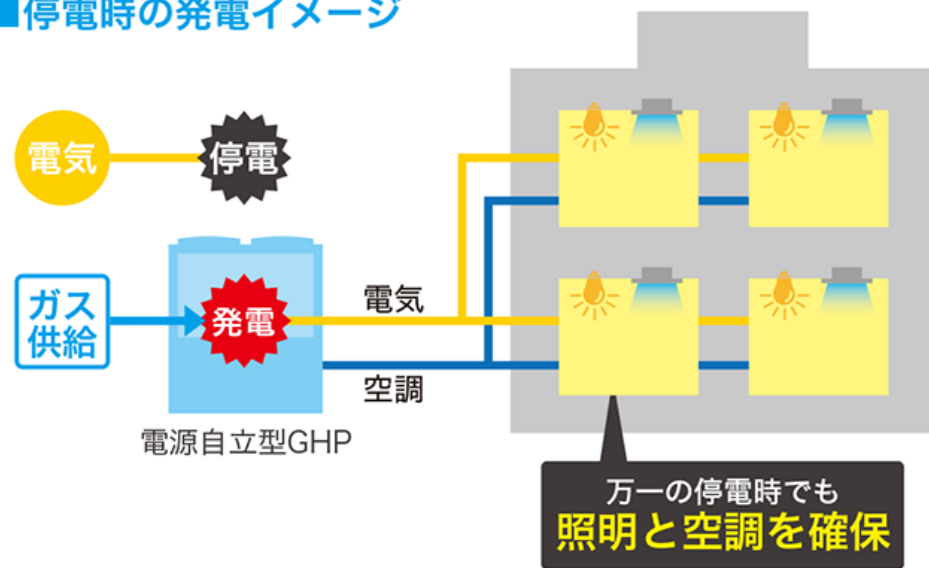 ■停電時の発電イメージ
電気
停電
ガス
供給
発電
電気
空調
電源自立型GHP
万一の停電時でも
照明と空調を確保